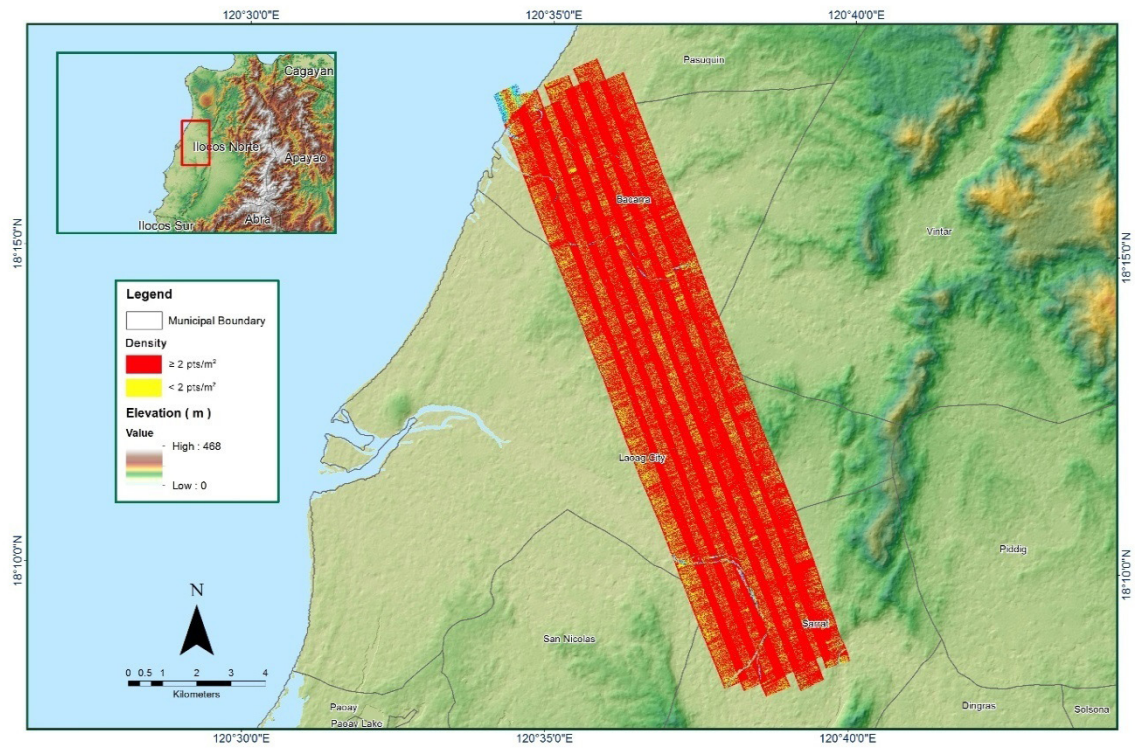 120°30'0"E
120°35'0"E
120°40'0"E
Pasuquin
Cagayan
Ilocos Norte
Apayao
Abra
Ilocos Sur
Bacarra
Vintar
18°15'0"N
18°15'0"N
Legend
Municipal Boundary
Density
≥ 2 pts/m²
< 2 pts/m²
Elevation ( m )
Value
High : 468
Low : 0
Laoag City
18°10'0"N
18°10'0"N
Piddig
N
San Nicolas
Sarrat
0 0.5 1 2 3 4
Kilometers
Paoay
Paoay Lake
Dingras
Solsona
120°30'0"E
120°35'0"E
120°40'0"E